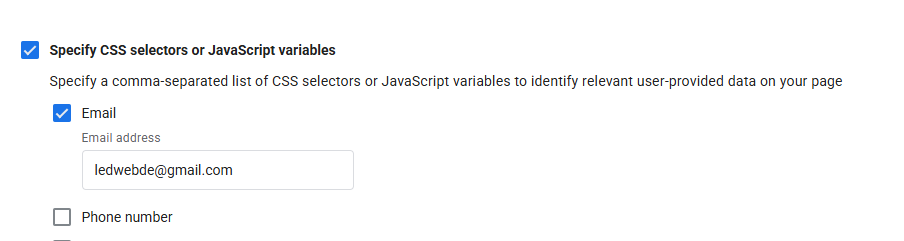 Specify CSS selectors or JavaScript variables
Specify a comma-separated list of CSS selectors or JavaScript variables to identify relevant user-provided data on your page
Email
Email address
ledwebde@gmail.com
Phone number